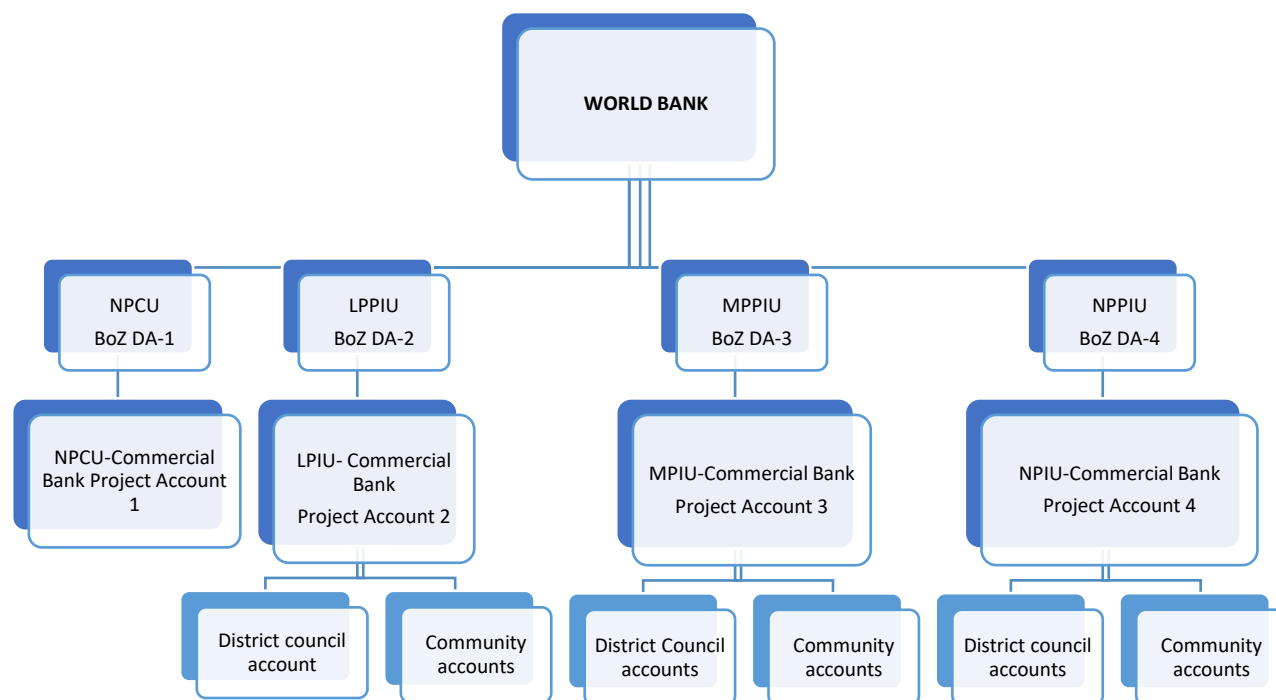 WORLD BANK
NPCU
BoZ DA-1
LPPIU
BoZ DA-2
MPPIU
BoZ DA-3
NPPIU
BoZ DA-4
NPCU-Commercial
Bank Project Account
1
LPIU- Commercial
Bank
Project Account 2
MPIU-Commercial Bank
Project Account 3
NPIU-Commercial Bank
Project Account 4
District council
account
Community
accounts
District Council
accounts
Community
accounts
District council
accounts
Community
accounts